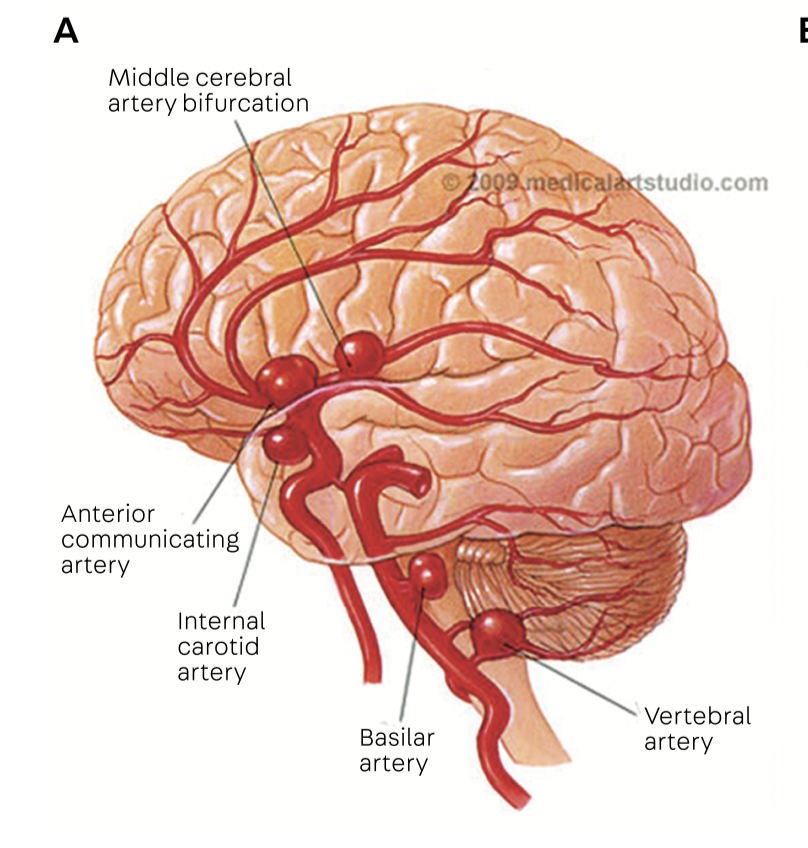 A
Middle cerebral
artery bifurcation
© 2009 medicalartstudio.com
Anterior
communicating
artery
Internal
carotid
artery
Basilar
artery
Vertebral
artery